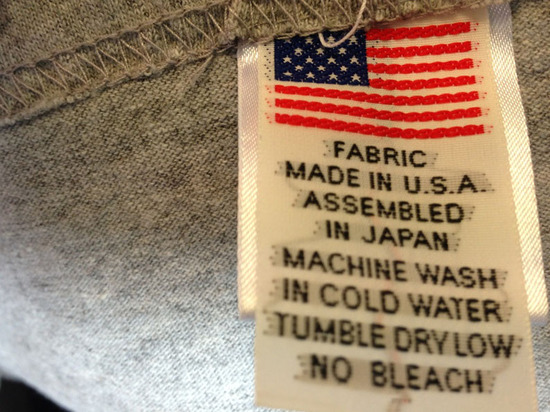 FABRIC
MADE IN U.S.A.
ASSEMBLED
IN JAPAN
MACHINE WASH
IN COLD WATER
TUMBLE DRY LOW
NO BLEACH